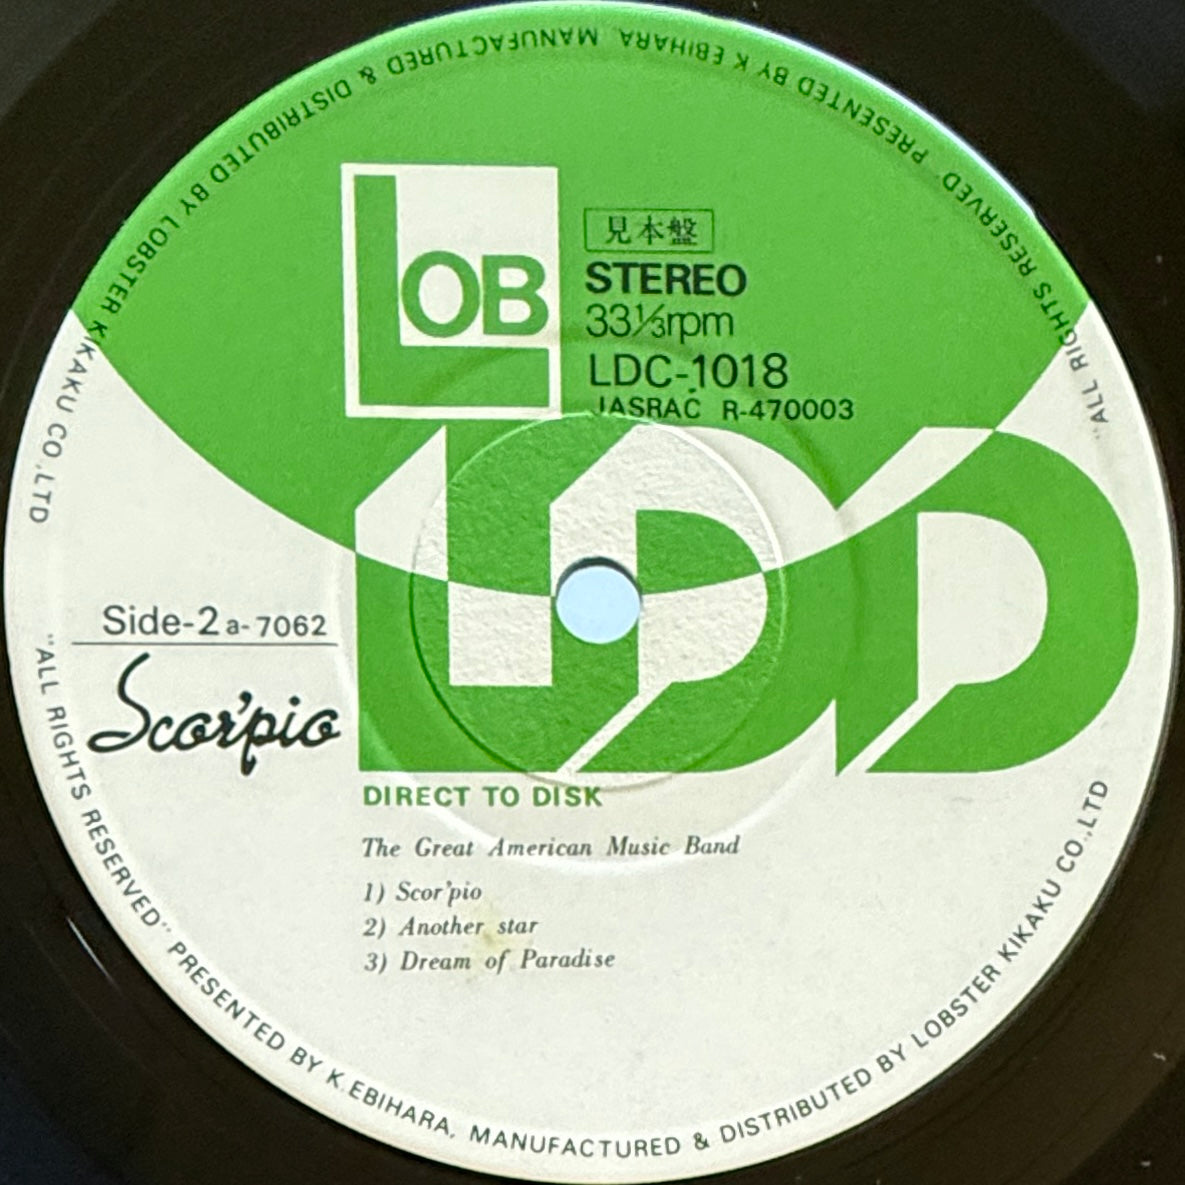 LOB
見本盤
STEREO
33⅓rpm
LDC-1018
JASRAC R-470003
LDD
Side-2 a-7062
Scor'pio
DIRECT TO DISK
The Great American Music Band
1) Scor'pio
2) Another star
3) Dream of Paradise
"ALL RIGHTS RESERVED" PRESENTED BY K.EBIHARA, MANUFACTURED & DISTRIBUTED BY LOBSTER KIKAKU CO.,LTD
"ALL RIGHTS RESERVED" PRESENTED BY K EBIHARA, MANUFACTURED & DISTRIBUTED BY LOBSTER KIKAKU CO.,LTD